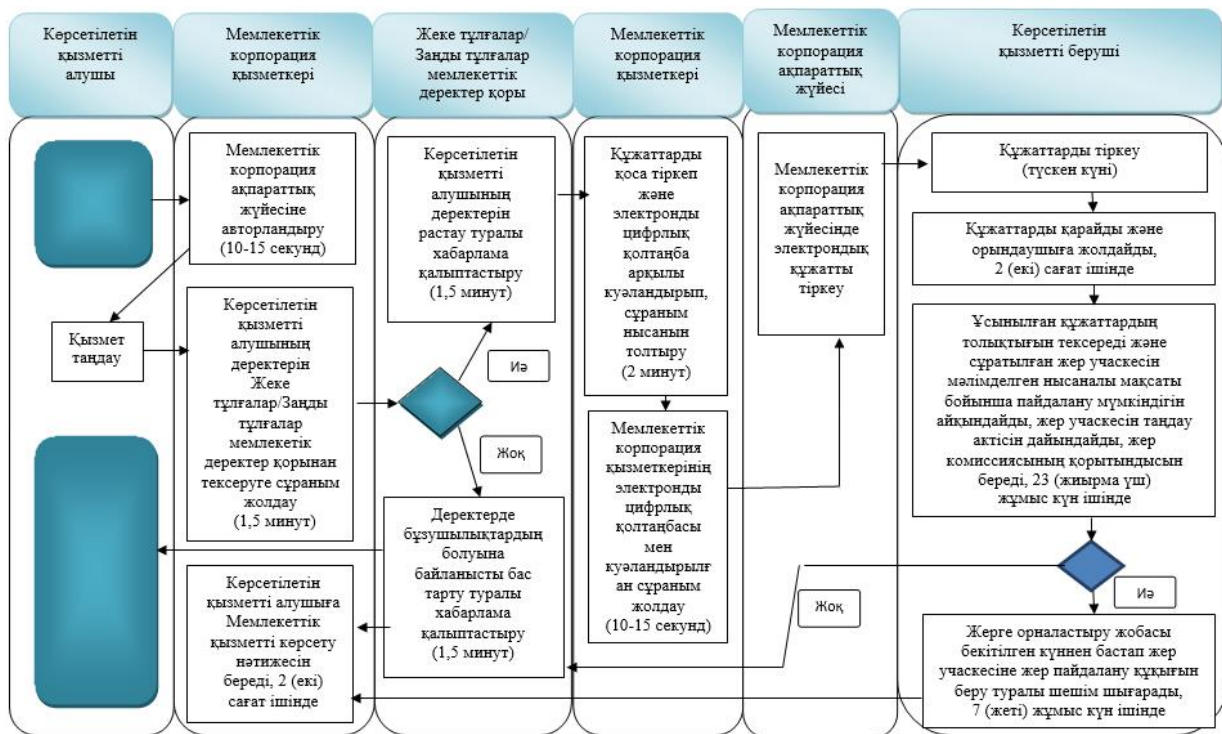 Көрсетілетін
қызметті
алушы
Мемлекеттік
корпорация
қызметкері
Жеке тұлғалар/
Заңды тұлғалар
мемлекеттік
деректер қоры
Мемлекеттік
корпорация
қызметкері
Мемлекеттік
корпорация
ақпараттық
жүйесі
Көрсетілетін
қызметті беруші
Мемлекеттік
корпорация
ақпараттық
жүйесіне
авторландыру
(10-15 секунд)
Қызмет
таңдау
Көрсетілетін
қызметті
алушының
деректерін
Жеке
тұлғалар/Заңды
тұлғалар
мемлекетік
деректер қорынан
тексеруге сұраным
жолдау
(1,5 минут)
Көрсетілетін
қызметті алушыға
Мемлекеттік
қызметті көрсету
нәтижесін
береді, 2 (екі)
сағат ішінде
Көрсетілетін
қызметті
алушының
деректерін
растау туралы
хабарлама
қалыптастыру
(1,5 минут)
Иә
Жоқ
Деректерде
бұзушылықтардың
болуына
байланысты бас
тарту туралы
хабарлама
қалыптастыру
(1,5 минут)
Құжаттарды
қоса тіркеп
және
электронды
цифрлық
қолтаңба
арқылы
куәландырып,
сұраным
нысанын
толтыру
(2 минут)
Мемлекеттік
корпорация
қызметкерінің
электронды
цифрлық
қолтаңбасы
мен
куәландырылғ
ан сұраным
жолдау
(10-15 секунд)
Мемлекеттік
корпорация
ақпараттық
жүйесінде
электрондық
құжатты
тіркеу
Құжаттарды тіркеу
(түскен күні)
Құжаттарды қарайды және
орындаушыға жолдайды,
2 (екі) сағат ішінде
Ұсынылған құжаттардың
толықтығын тексереді және
сұратылған жер учаскесін
мәлімделген нысаналы мақсаты
бойынша пайдалану мүмкіндігін
айқындайды, жер учаскесін таңдау
актісін дайындайды, жер
комиссиясының қорытындысын
береді, 23 (жиырма үш)
жұмыс күн ішінде
Жоқ
Иә
Жерге орналастыру жобасы
бекітілген күннен бастап жер
учаскесіне жер пайдалану құқығын
беру туралы шешім шығарады,
7 (жеті) жұмыс күн ішінде